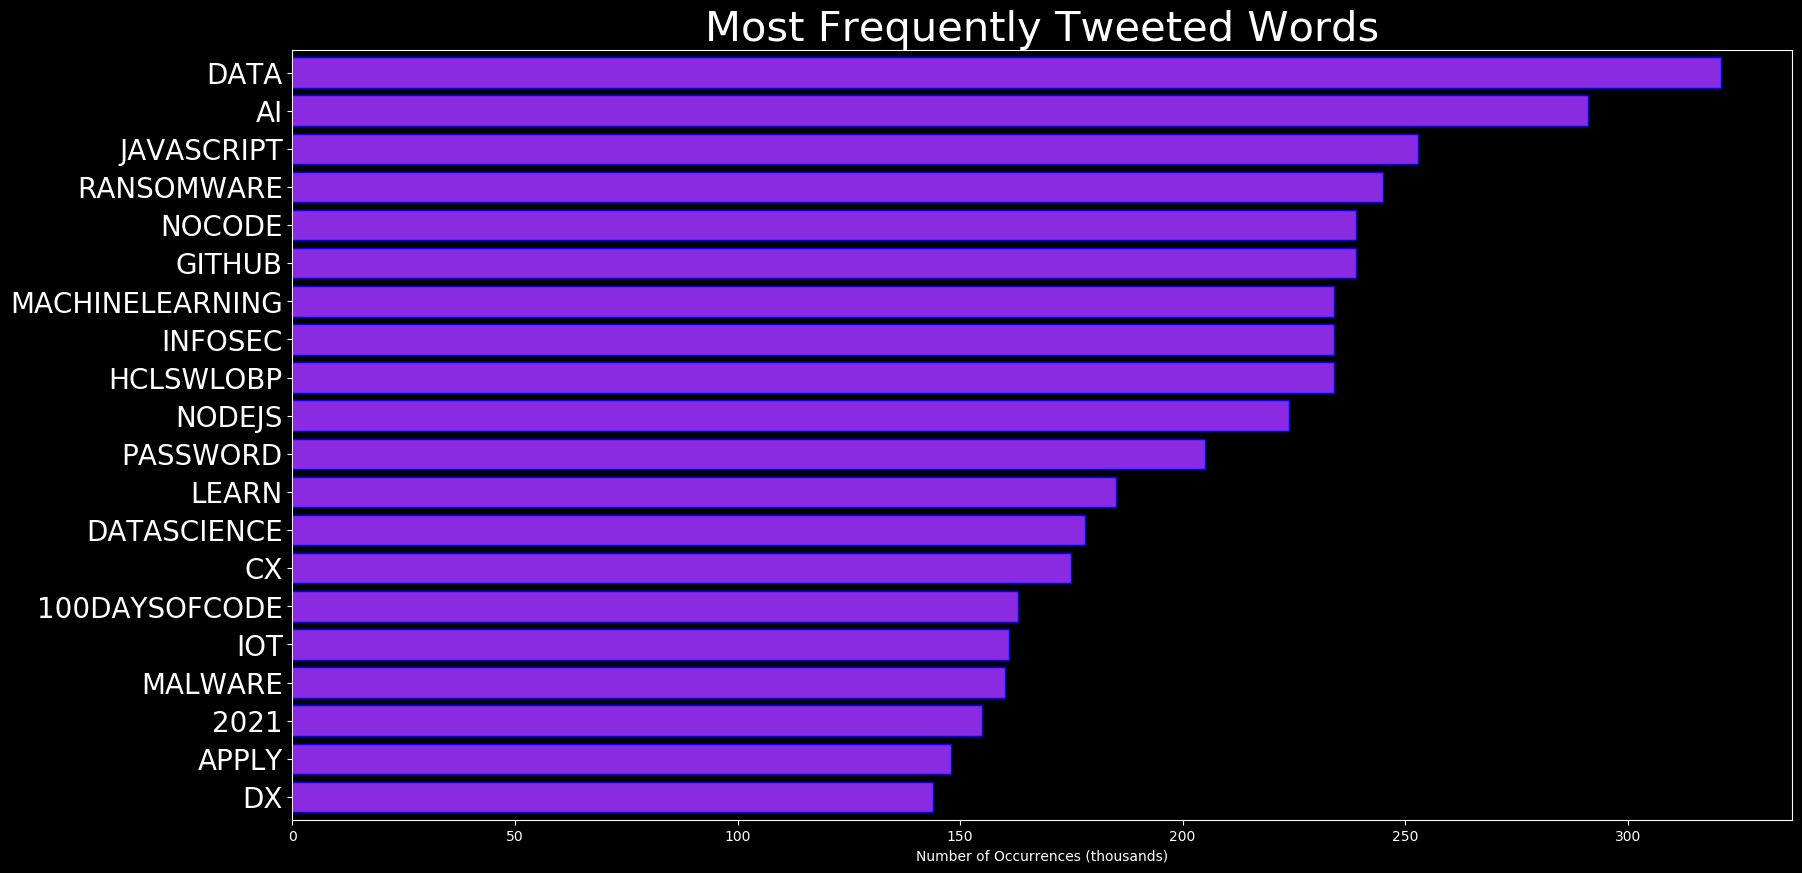 Most Frequently Tweeted Words
DATA
AI
JAVASCRIPT
RANSOMWARE
NOCODE
GITHUB
MACHINELEARNING
INFOSEC
HCLSWLOBP
NODEJS
PASSWORD
LEARN
DATASCIENCE
CX
100DAYSOFCODE
IOT
MALWARE
2021
APPLY
DX
0 50 100 150 200 250 300
Number of Occurrences (thousands)